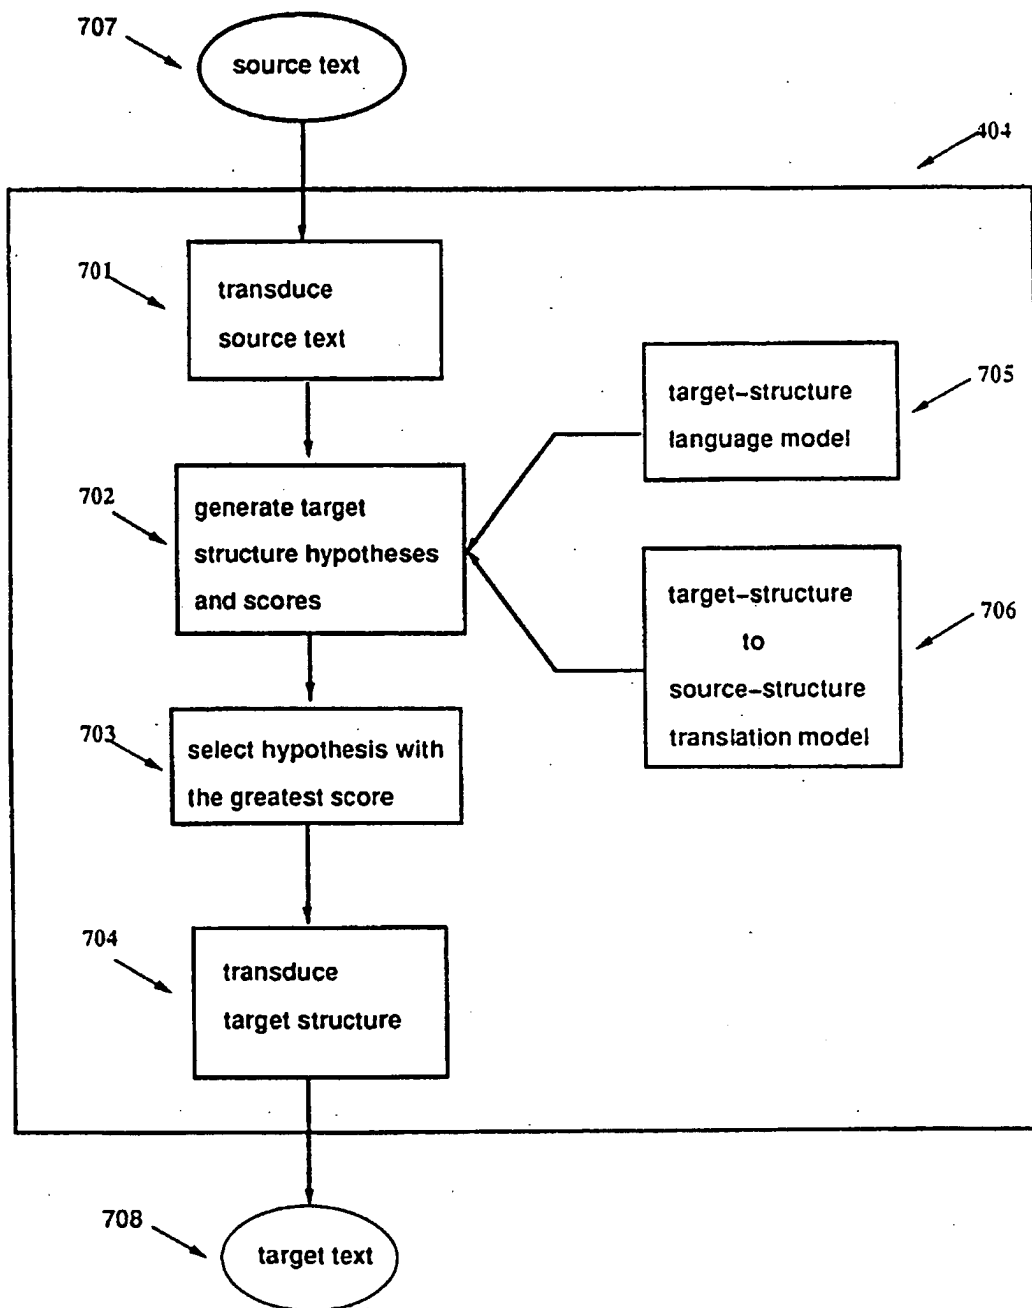 707
source text
404
701
transduce
source text
705
target-structure
language model
702
generate target
structure hypotheses
and scores
706
target-structure
to
source-structure
translation model
703
select hypothesis with
the greatest score
704
transduce
target structure
708
target text